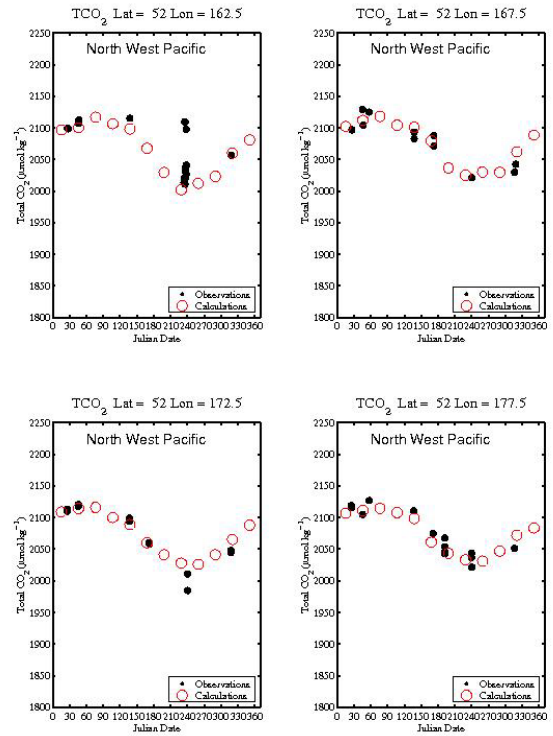 TCO2 Lat = 52 Lon = 162.5
North West Pacific
Total CO2 (µmol kg−1)
2250
2200
2150
2100
2050
2000
1950
1900
1850
1800
Observations
Calculations
0 30 60 90 120 150 180 210 240 270 300 330 360
Julian Date
TCO2 Lat = 52 Lon = 167.5
North West Pacific
Total CO2 (µmol kg−1)
2250
2200
2150
2100
2050
2000
1950
1900
1850
1800
Observations
Calculations
0 30 60 90 120 150 180 210 240 270 300 330 360
Julian Date
TCO2 Lat = 52 Lon = 172.5
North West Pacific
Total CO2 (µmol kg−1)
2250
2200
2150
2100
2050
2000
1950
1900
1850
1800
Observations
Calculations
0 30 60 90 120 150 180 210 240 270 300 330 360
Julian Date
TCO2 Lat = 52 Lon = 177.5
North West Pacific
Total CO2 (µmol kg−1)
2250
2200
2150
2100
2050
2000
1950
1900
1850
1800
Observations
Calculations
0 30 60 90 120 150 180 210 240 270 300 330 360
Julian Date